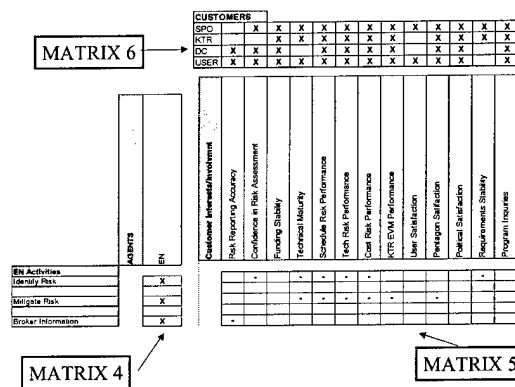 CUSTOMERS
SPO X X X X X X X X X X X X
KTR X X X X X X X X X X
DC X X X X X X X X X X
USER X X X X X X X X X X X X X
MATRIX 6
AGENTS
EN
Customer Interests/Involvmnt
Risk Reporting Accuracy
Confidence in Risk Assessment
Funding Stability
Technical Maturity
Schedule Risk Performance
Tech Risk Performance
Cost Risk Performance
KTR EVM Performance
User Satisfaction
Pentagon Satifaction
Political Satisfaction
Requirements Stability
Program Inquiries
EN Activities
Identify Risk X - - - - - -
Mitigate Risk X - - - - - -
Broker Information X -
MATRIX 4
MATRIX 5